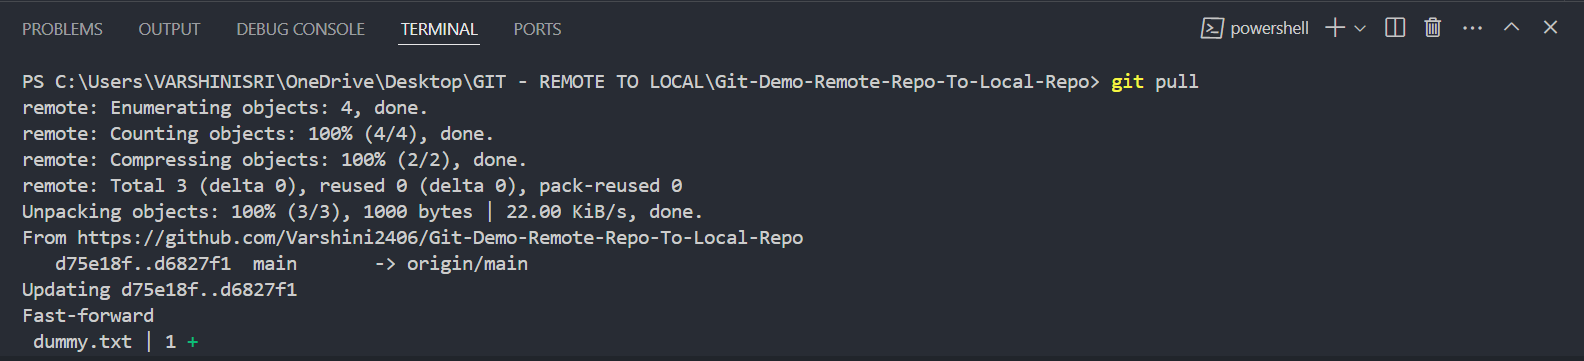 PROBLEMS OUTPUT DEBUG CONSOLE TERMINAL PORTS powershell
PS C:\Users\VARSHINISRI\OneDrive\Desktop\GIT - REMOTE TO LOCAL\Git-Demo-Remote-Repo-To-Local-Repo> git pull
remote: Enumerating objects: 4, done.
remote: Counting objects: 100% (4/4), done.
remote: Compressing objects: 100% (2/2), done.
remote: Total 3 (delta 0), reused 0 (delta 0), pack-reused 0
Unpacking objects: 100% (3/3), 1000 bytes | 22.00 KiB/s, done.
From https://github.com/Varshini2406/Git-Demo-Remote-Repo-To-Local-Repo
   d75e18f..d6827f1  main       -> origin/main
Updating d75e18f..d6827f1
Fast-forward
 dummy.txt | 1 +